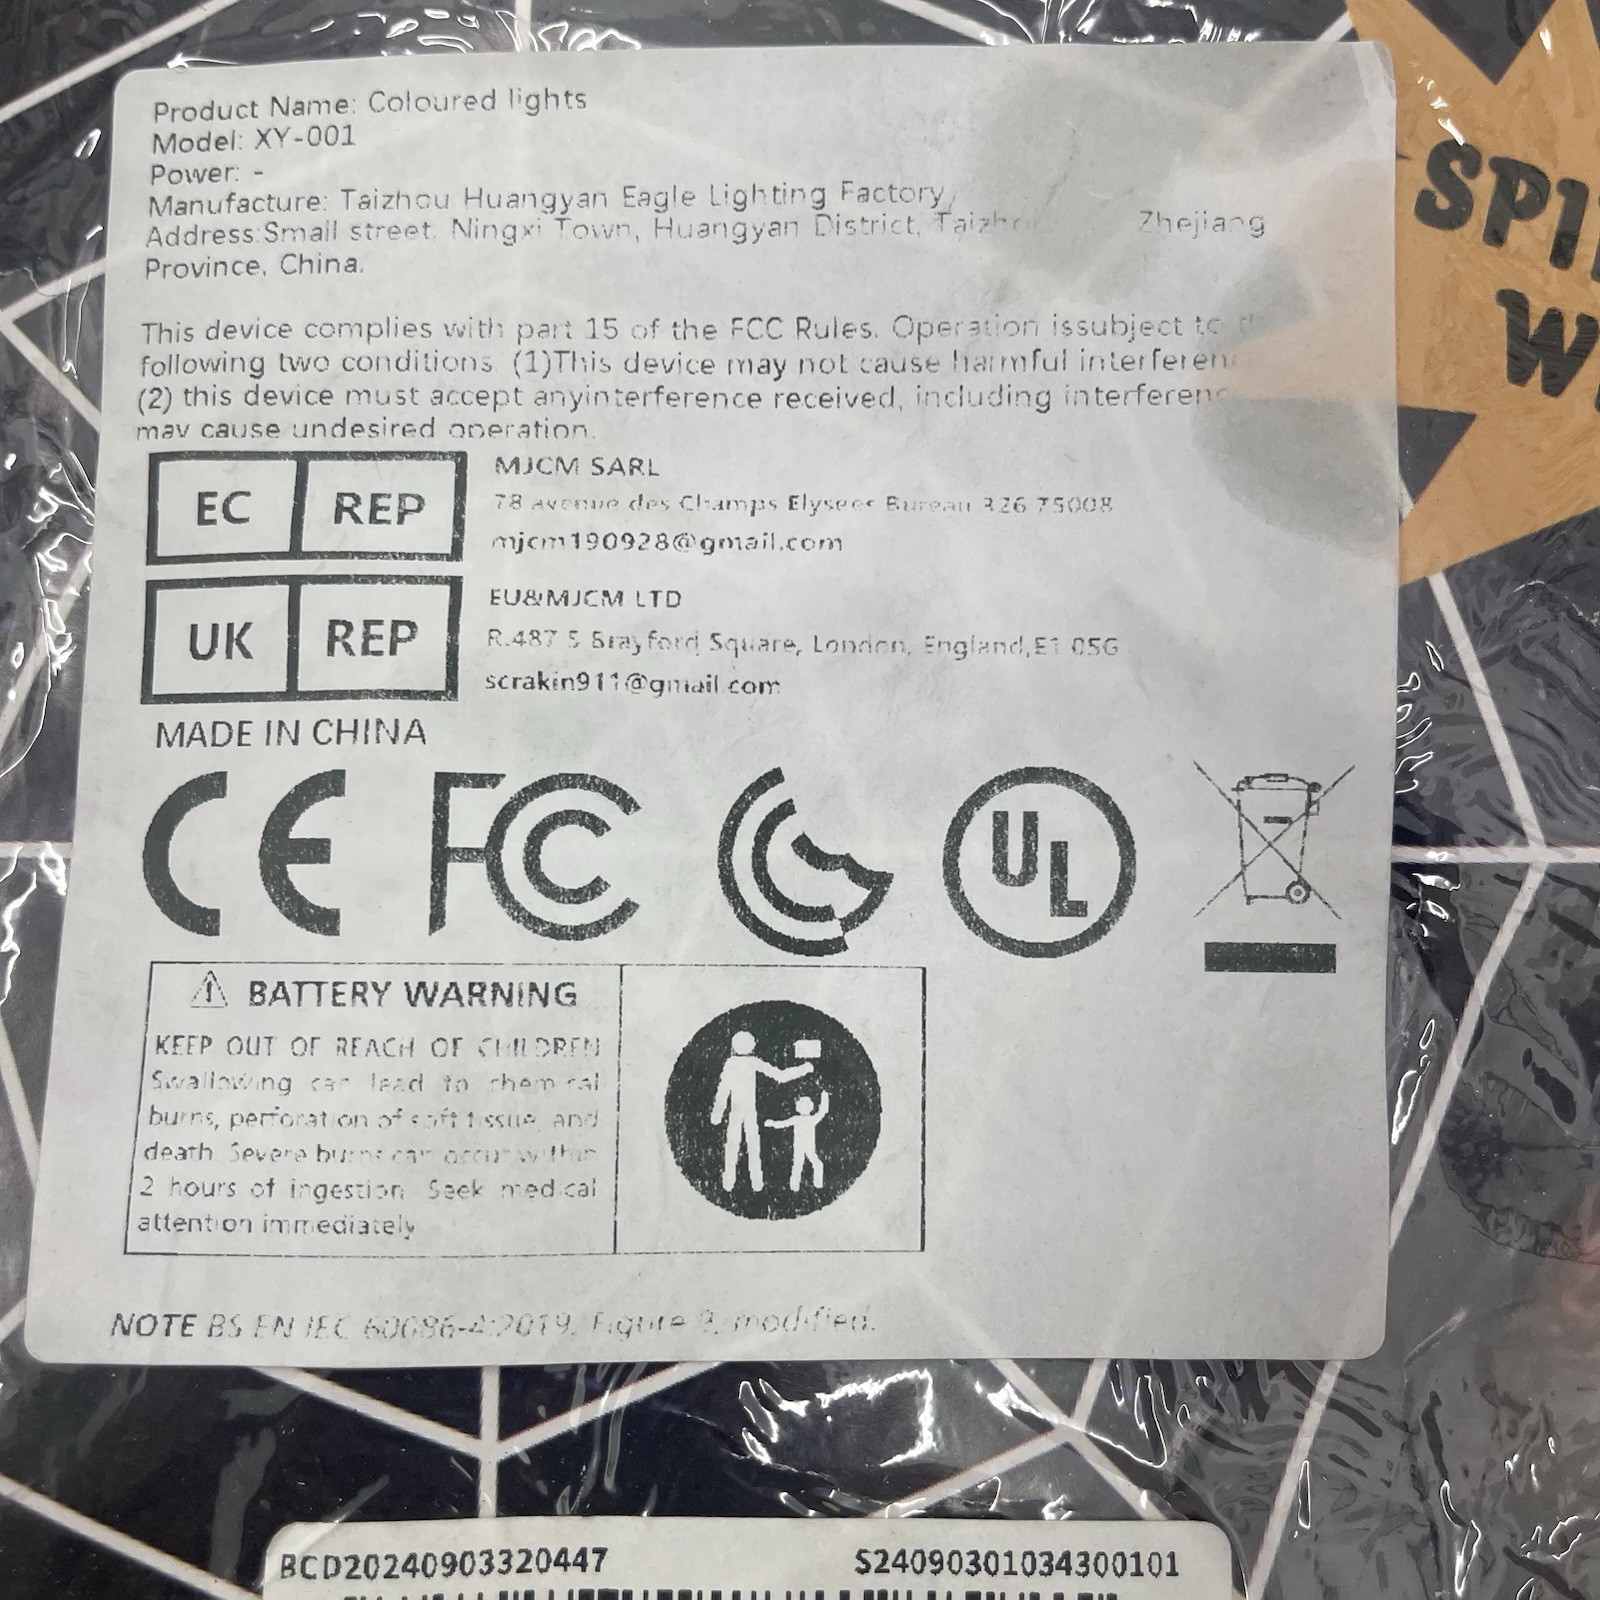 Product Name: Coloured lights
Model: XY-001
Power: -
Manufacture: Taizhou Huangyan Eagle Lighting Factory,
Address:Small street, Ningxi Town, Huangyan District, Taizho Zhejiang
Province, China.
This device complies with part 15 of the FCC Rules. Operation issubject to th
following two conditions. (1)This device may not cause harmful interferen
(2) this device must accept anyinterference received, including interferenc
may cause undesired operation.
EC REP
MJCM SARL
78 avenue des Champs Elysees Bureau 326 75008
mjcm190928@gmail.com
UK REP
EU&MJCM LTD
R.487 5 Brayford Square, London, England,E1 0SG
scrakin911@gmail.com
MADE IN CHINA
CE FC UL
BATTERY WARNING
KEEP OUT OF REACH OF CHILDREN
Swallowing can lead to chemical
burns, perforation of soft tissue, and
death. Severe burns can occur within
2 hours of ingestion. Seek medical
attention immediately
NOTE BS EN IEC 60086-4:2019, Figure 9, modified.
SPI
W
BCD20240903320447 S24090301034300101